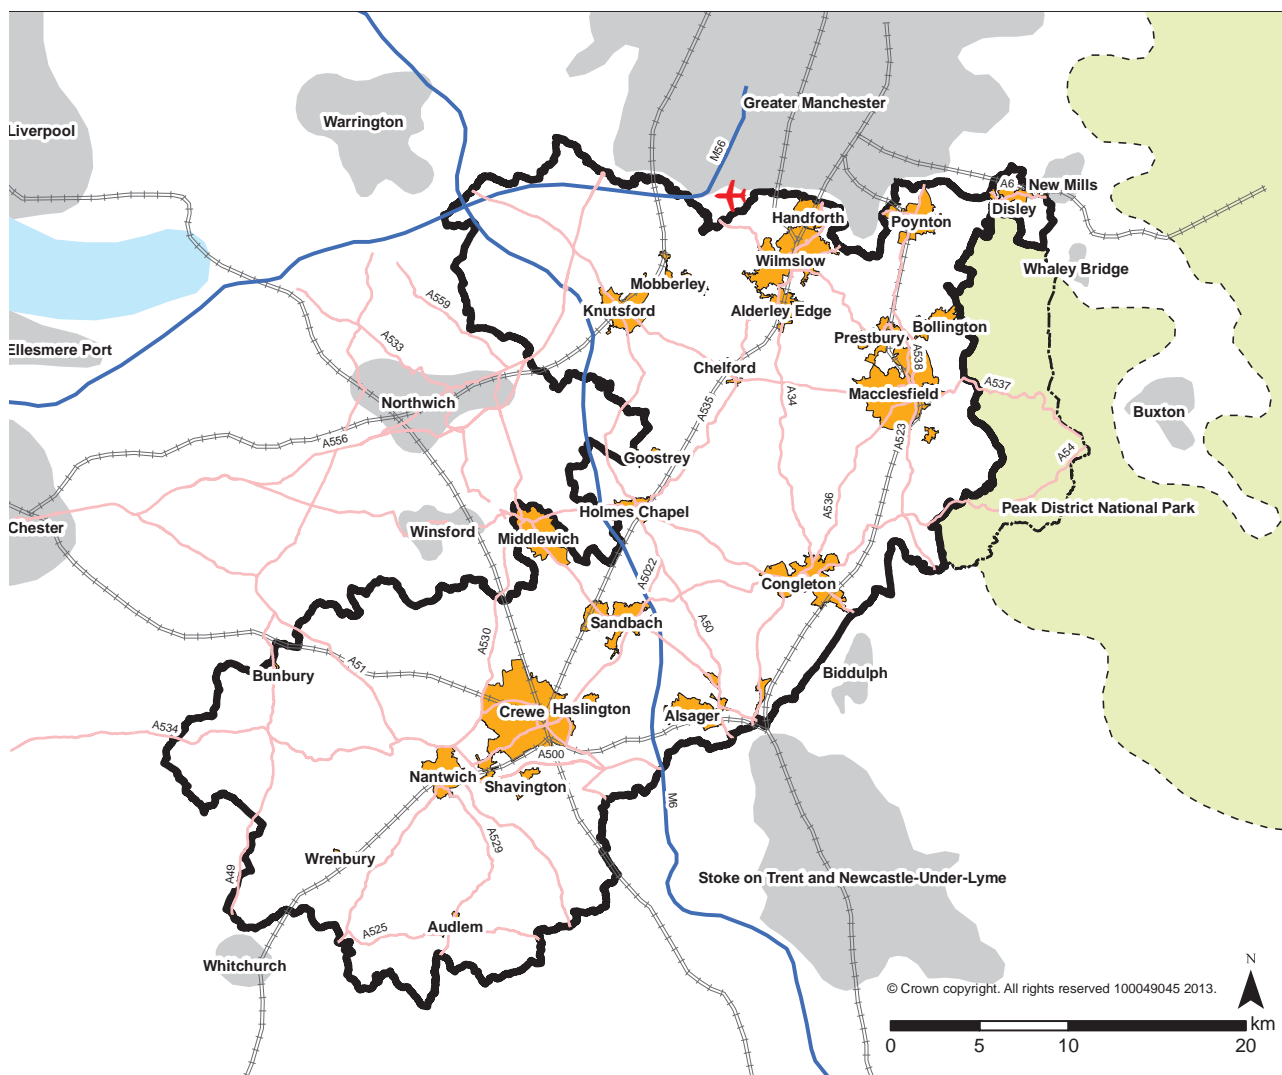 Greater Manchester
Warrington
Liverpool
M56
A6
New Mills
Handforth
Poynton
Disley
Wilmslow
Whaley Bridge
Mobberley
A559
Knutsford
Alderley Edge
Bollington
A533
Prestbury
Ellesmere Port
A538
Chelford
A537
Macclesfield
A34
Northwich
A535
Buxton
A523
A556
A54
Goostrey
A536
Peak District National Park
Holmes Chapel
Chester
Winsford
Middlewich
A5022
Congleton
Sandbach
A50
A530
A51
Bunbury
Biddulph
Crewe
Haslington
Alsager
A534
A500
Nantwich
Shavington
M6
A529
Wrenbury
A49
Stoke on Trent and Newcastle-Under-Lyme
Audlem
A525
Whitchurch
N
© Crown copyright. All rights reserved 100049045 2013.
km
0 5 10 20